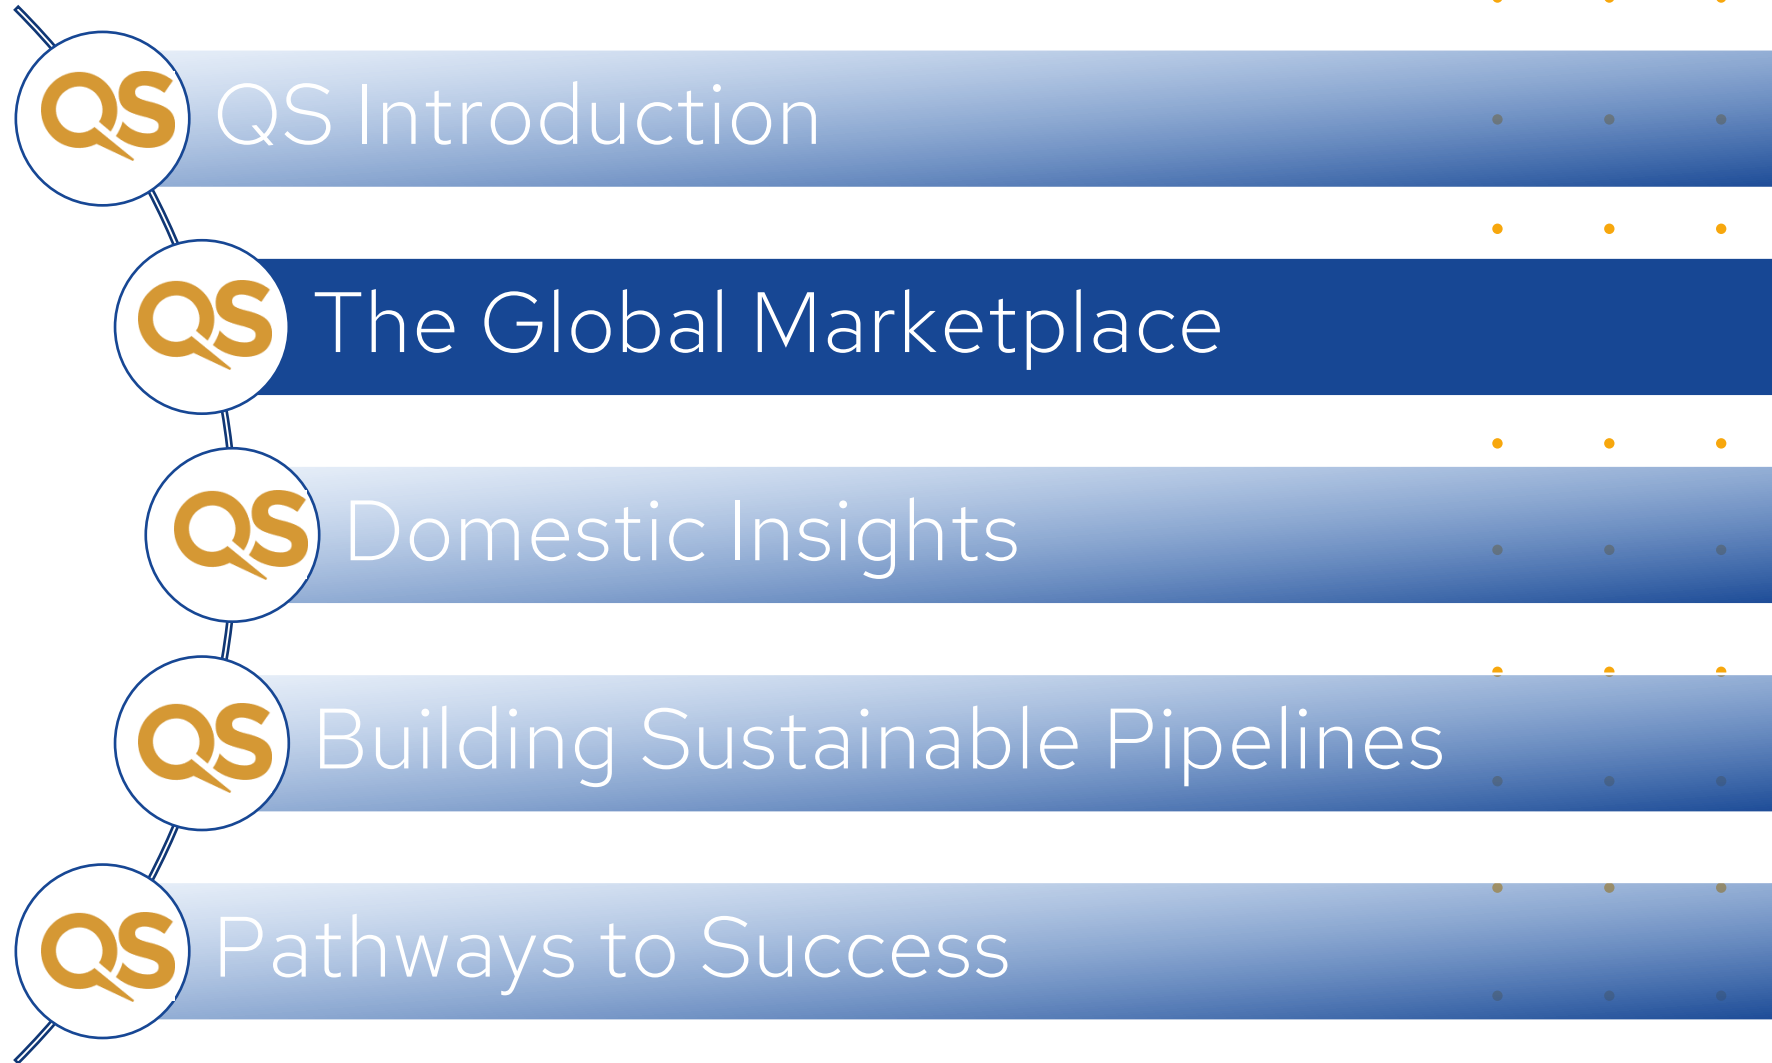 QS QS Introduction
QS The Global Marketplace
QS Domestic Insights
QS Building Sustainable Pipelines
QS Pathways to Success